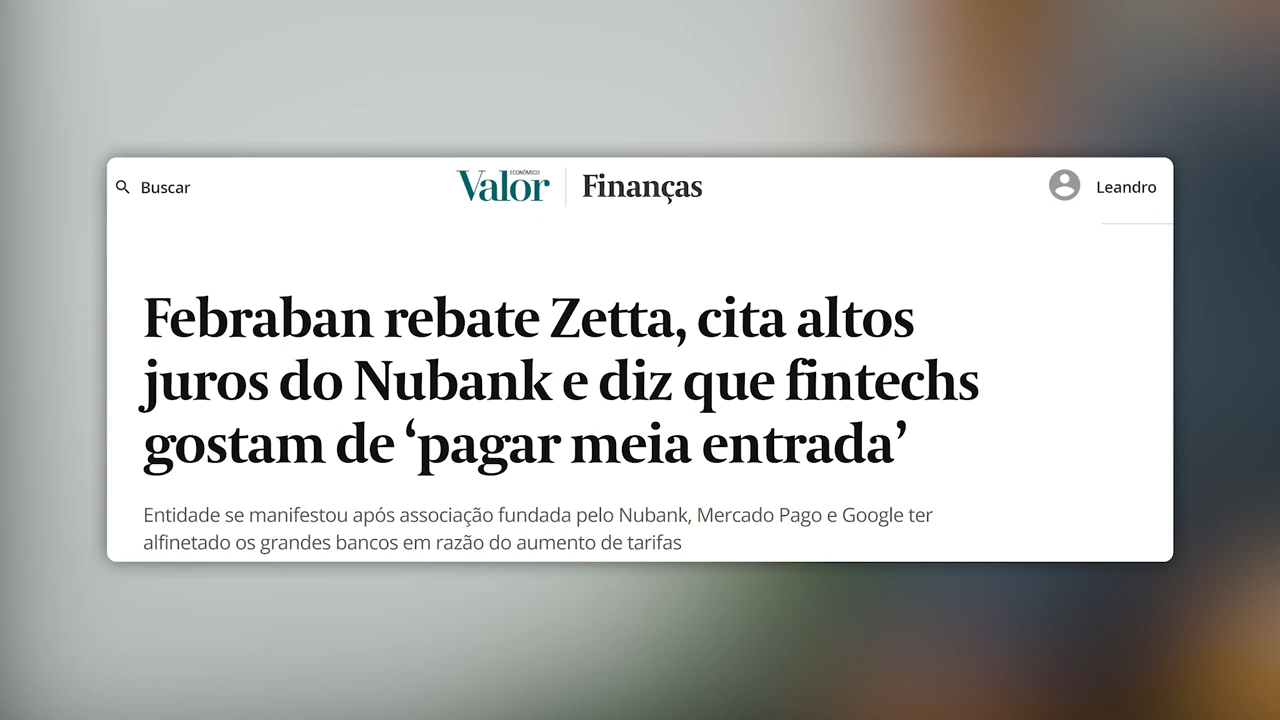 Buscar
Valor ECONÔMICO
Finanças
Leandro
Febraban rebate Zetta, cita altos
juros do Nubank e diz que fintechs
gostam de ‘pagar meia entrada’
Entidade se manifestou após associação fundada pelo Nubank, Mercado Pago e Google ter
alfinetado os grandes bancos em razão do aumento de tarifas